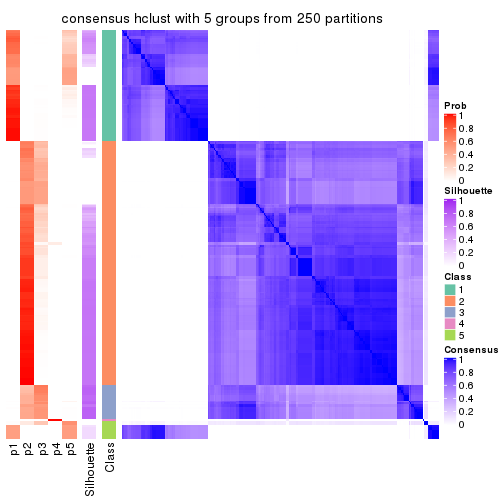 consensus hclust with 5 groups from 250 partitions
Prob
1
0.8
0.6
0.4
0.2
0
Silhouette
1
0.8
0.6
0.4
0.2
0
Class
1
2
3
4
5
Consensus
1
0.8
0.6
0.4
0.2
0
p1
p2
p3
p4
p5
Silhouette
Class